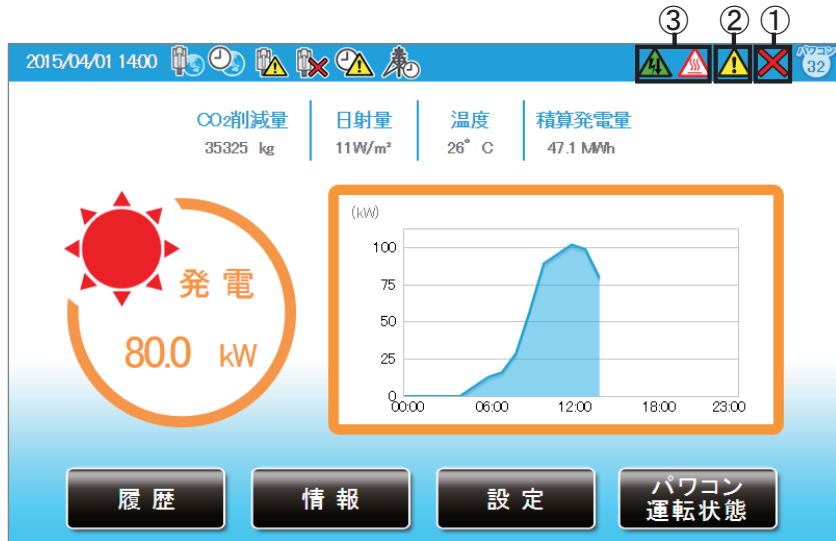 ③ ② ①
2015/04/01 14:00
パワコン
32
CO2削減量 日射量 温度 積算発電量
35325 kg 11W/m² 26° C 47.1 MWh
発電
80.0 kW
(kW)
100
75
50
25
0
00:00 06:00 12:00 18:00 23:00
履歴 情報 設定 パワコン
運転状態